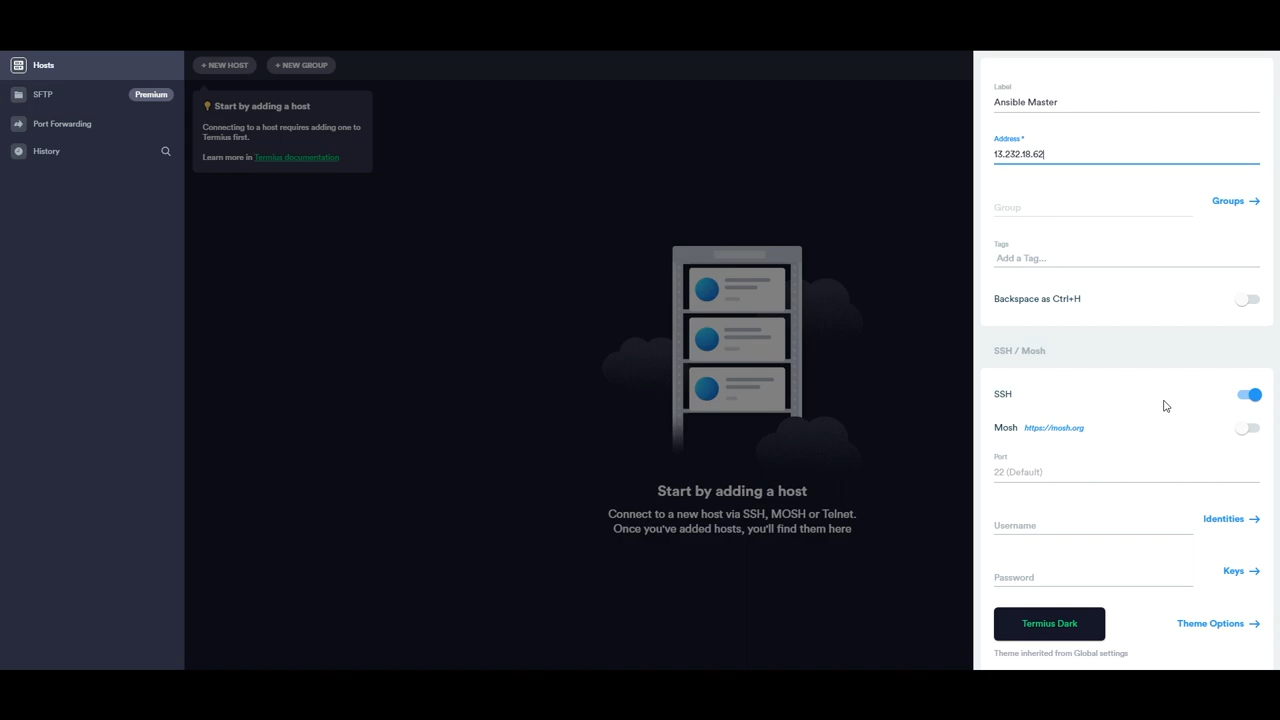 Hosts
SFTP
Premium
Port Forwarding
History
+ NEW HOST
+ NEW GROUP
Start by adding a host
Connecting to a host requires adding one to
Termius first.
Learn more in Termius documentation
Start by adding a host
Connect to a new host via SSH, MOSH or Telnet.
Once you've added hosts, you'll find them here
Label
Ansible Master
Address *
13.232.18.62
Group
Groups
Tags
Add a Tag...
Backspace as Ctrl+H
SSH / Mosh
SSH
Mosh https://mosh.org
Port
22 (Default)
Username
Identities
Password
Keys
Termius Dark
Theme Options
Theme inherited from Global settings